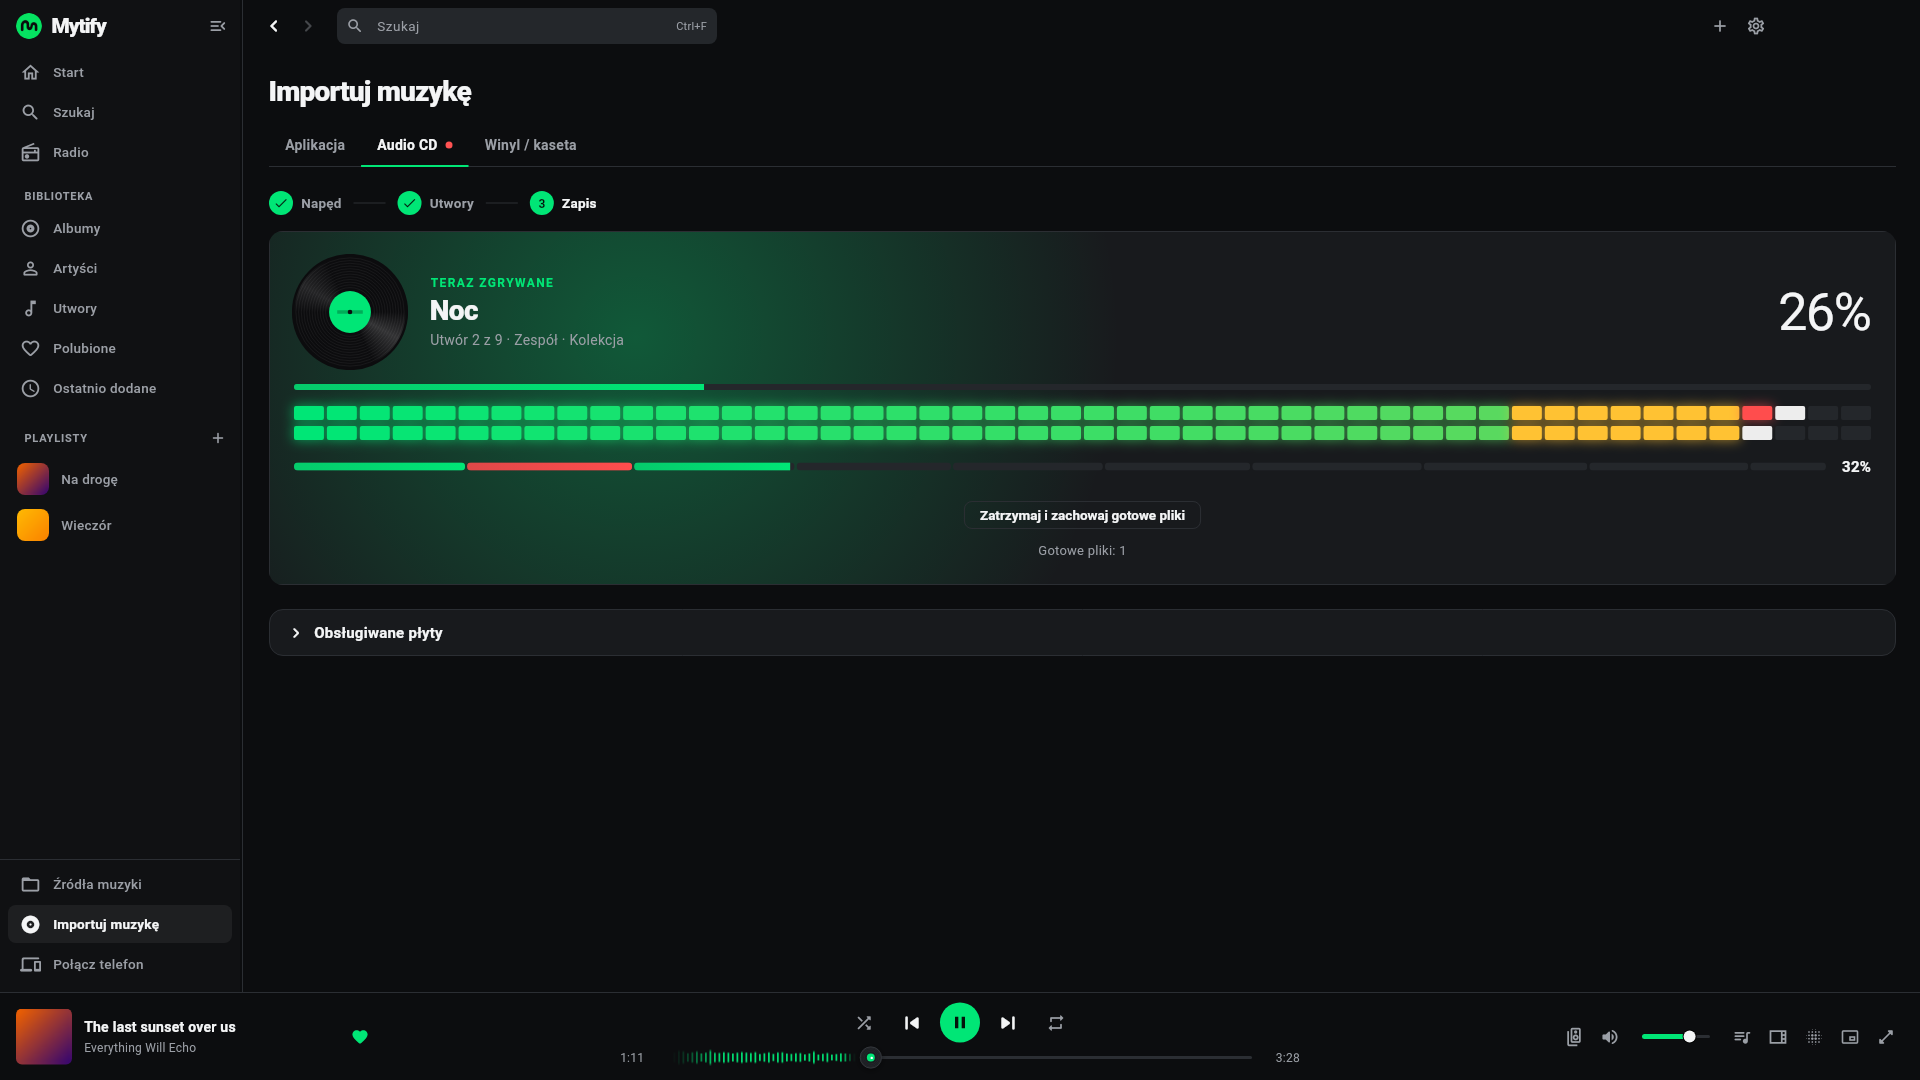 Mytify
Szukaj
Ctrl+F
Start
Szukaj
Radio
BIBLIOTEKA
Albumy
Artyści
Utwory
Polubione
Ostatnio dodane
PLAYLISTY
Na drogę
Wieczór
Źródła muzyki
Importuj muzykę
Połącz telefon
Importuj muzykę
Aplikacja
Audio CD
Winyl / kaseta
Napęd
Utwory
3 Zapis
TERAZ ZGRYWANE
Noc
Utwór 2 z 9 · Zespół · Kolekcja
26%
32%
Zatrzymaj i zachowaj gotowe pliki
Gotowe pliki: 1
Obsługiwane płyty
The last sunset over us
Everything Will Echo
1:11
3:28